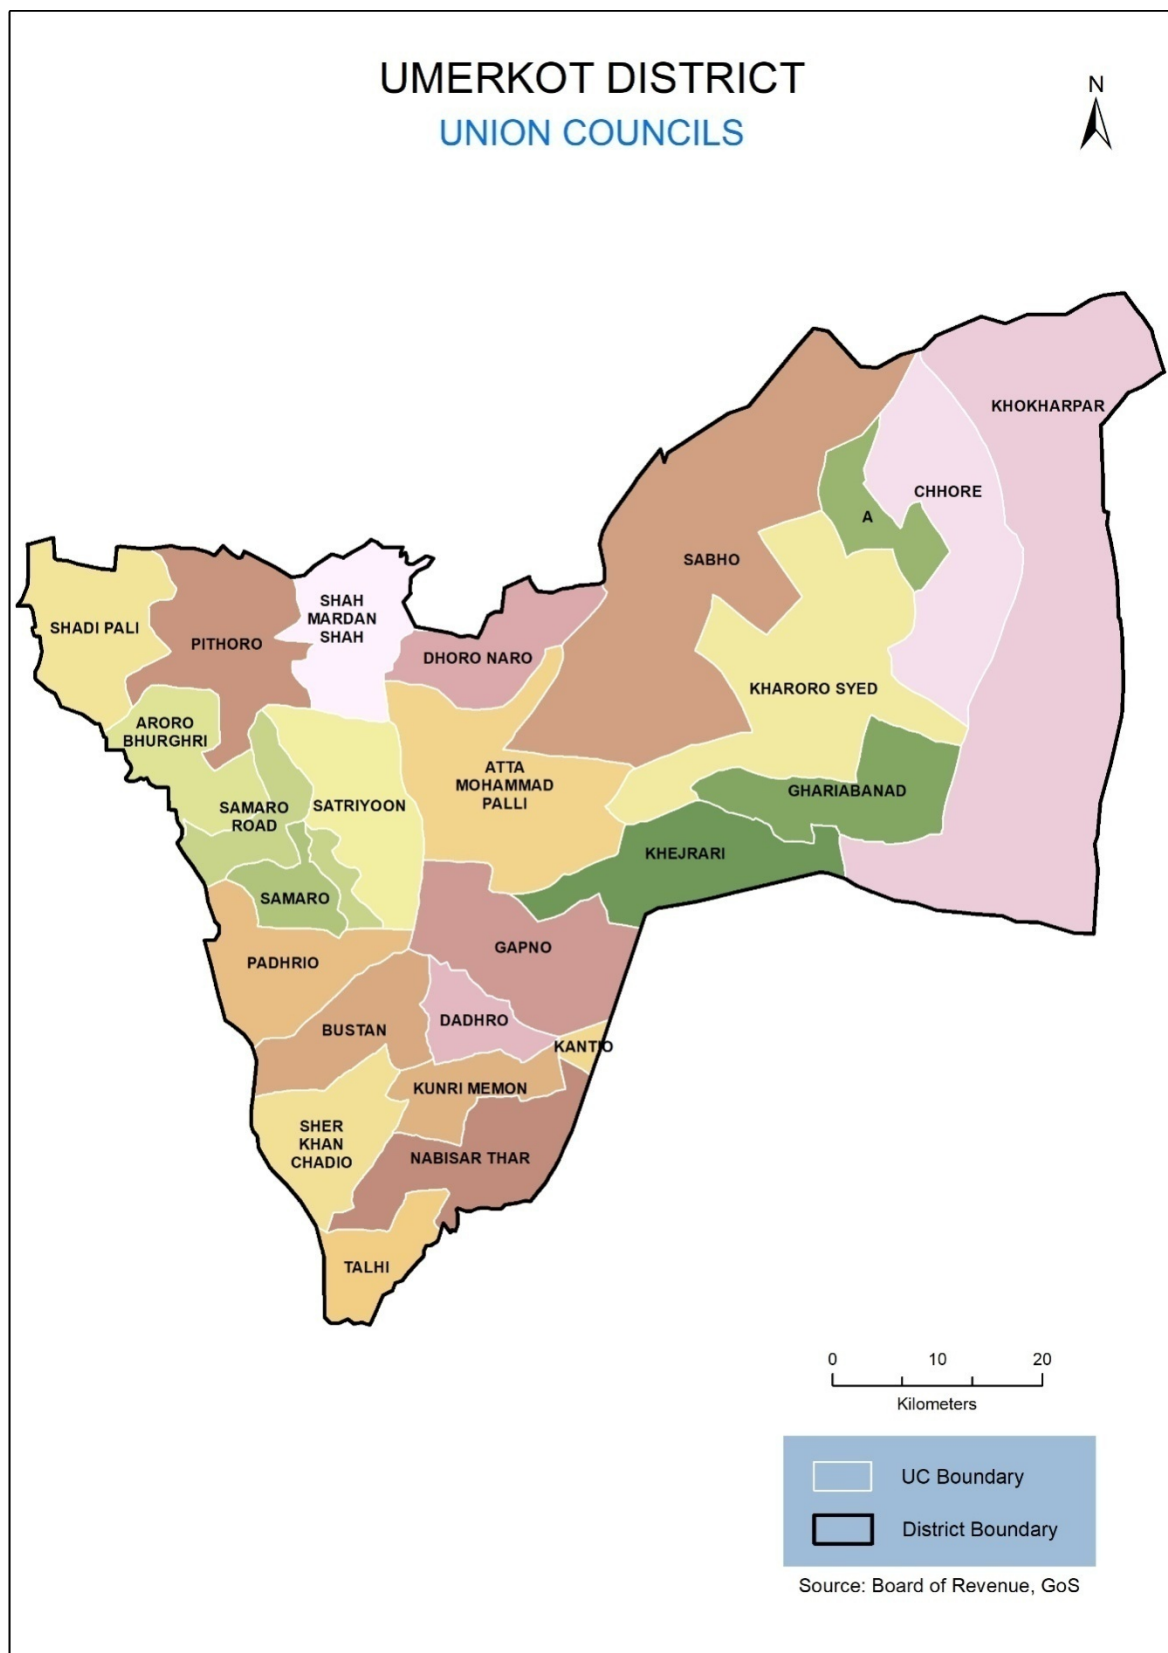 UMERKOT DISTRICT
UNION COUNCILS
N
KHOKHARPAR
CHHORE
A
SABHO
SHAH
MARDAN
SHAH
SHADI PALI
PITHORO
DHORO NARO
KHARORO SYED
ARORO
BHURGHRI
ATTA
MOHAMMAD
PALLI
GHARIABANAD
SAMARO
ROAD
SATRIYOON
KHEJRARI
SAMARO
GAPNO
PADHRIO
DADHRO
BUSTAN
KANTIO
KUNRI MEMON
SHER
KHAN
CHADIO
NABISAR THAR
TALHI
0 10 20
Kilometers
UC Boundary
District Boundary
Source: Board of Revenue, GoS